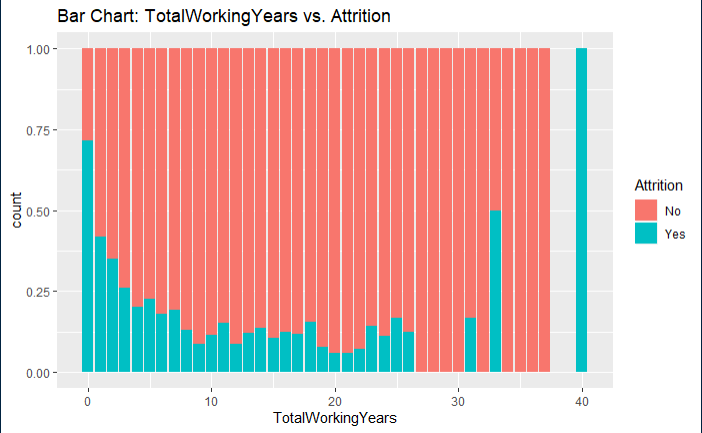 Bar Chart: TotalWorkingYears vs. Attrition
1.00
0.75
0.50
0.25
0.00
count
0 10 20 30 40
TotalWorkingYears
Attrition
No
Yes